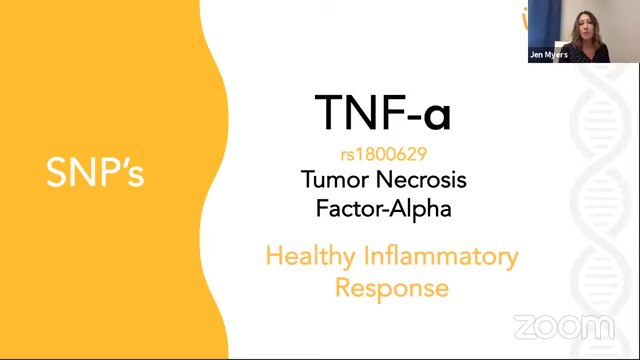 Jen Myers
SNP's
TNF-a
rs1800629
Tumor Necrosis
Factor-Alpha
Healthy Inflammatory
Response
zoom